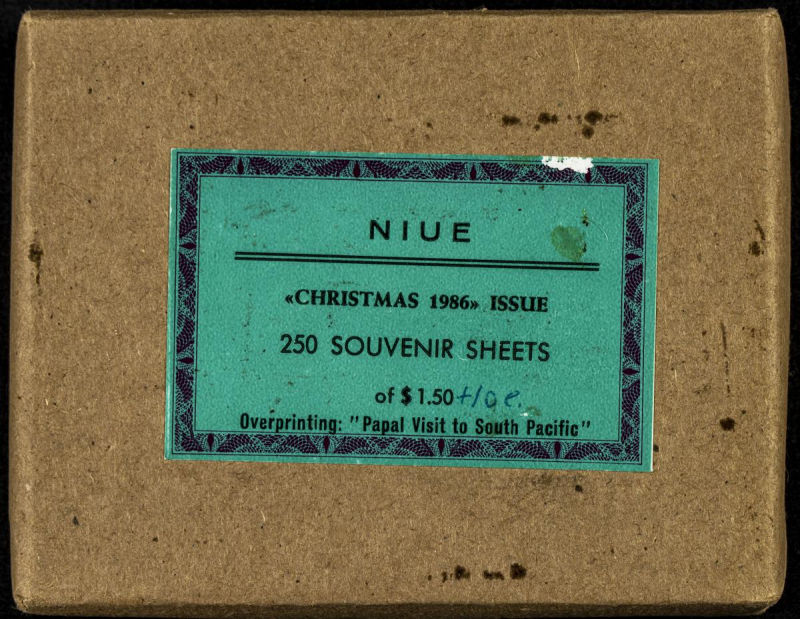 NIUE
«CHRISTMAS 1986» ISSUE
250 SOUVENIR SHEETS
of $1.50 +10c.
Overprinting: "Papal Visit to South Pacific"